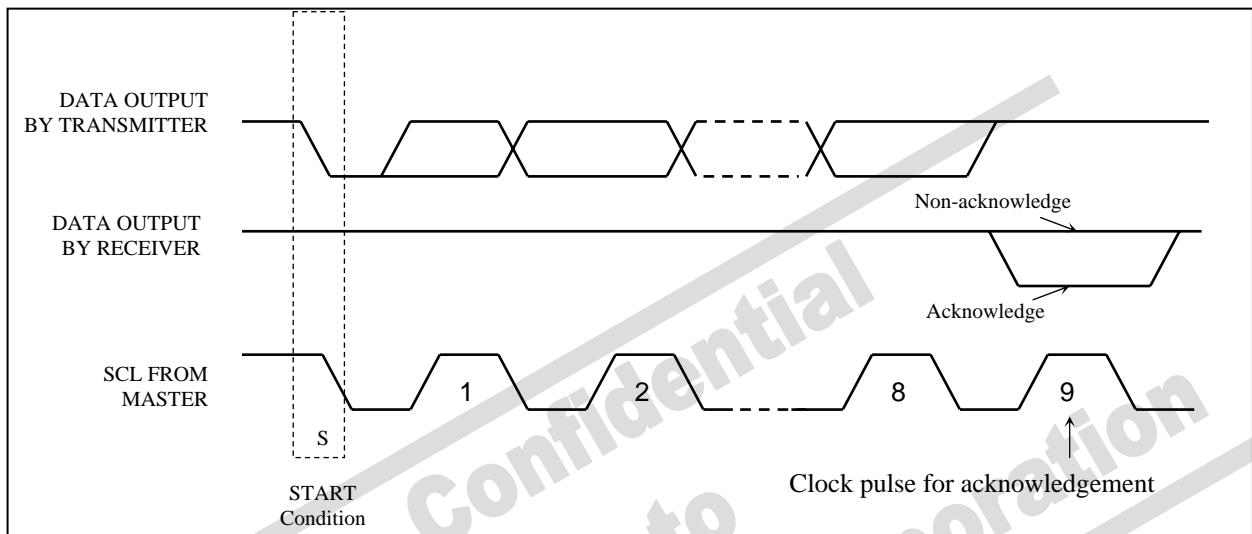 DATA OUTPUT
BY TRANSMITTER
Non-acknowledge
DATA OUTPUT
BY RECEIVER
Acknowledge
SCL FROM
MASTER
1
2
8
9
S
START
Condition
Clock pulse for acknowledgement
Confidential
to